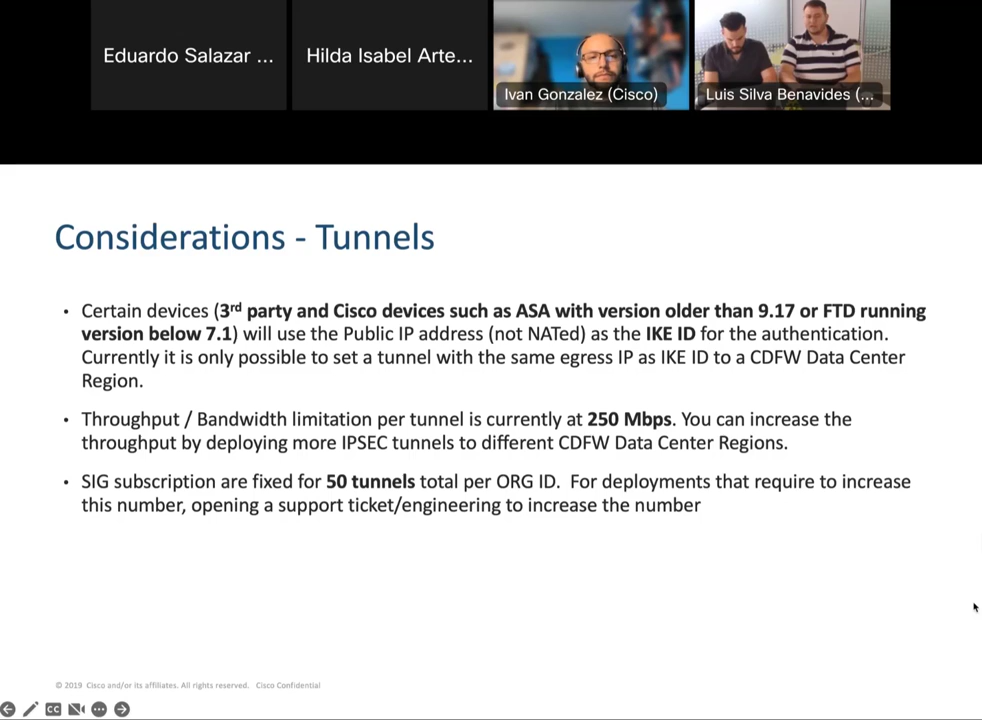 Eduardo Salazar ...
Hilda Isabel Arte...
Ivan Gonzalez (Cisco)
Luis Silva Benavides (...
Considerations - Tunnels
• Certain devices (3rd party and Cisco devices such as ASA with version older than 9.17 or FTD running
version below 7.1) will use the Public IP address (not NATed) as the IKE ID for the authentication.
Currently it is only possible to set a tunnel with the same egress IP as IKE ID to a CDFW Data Center
Region.
• Throughput / Bandwidth limitation per tunnel is currently at 250 Mbps. You can increase the
throughput by deploying more IPSEC tunnels to different CDFW Data Center Regions.
• SIG subscription are fixed for 50 tunnels total per ORG ID.  For deployments that require to increase
this number, opening a support ticket/engineering to increase the number
© 2019 Cisco and/or its affiliates. All rights reserved. Cisco Confidential
CC